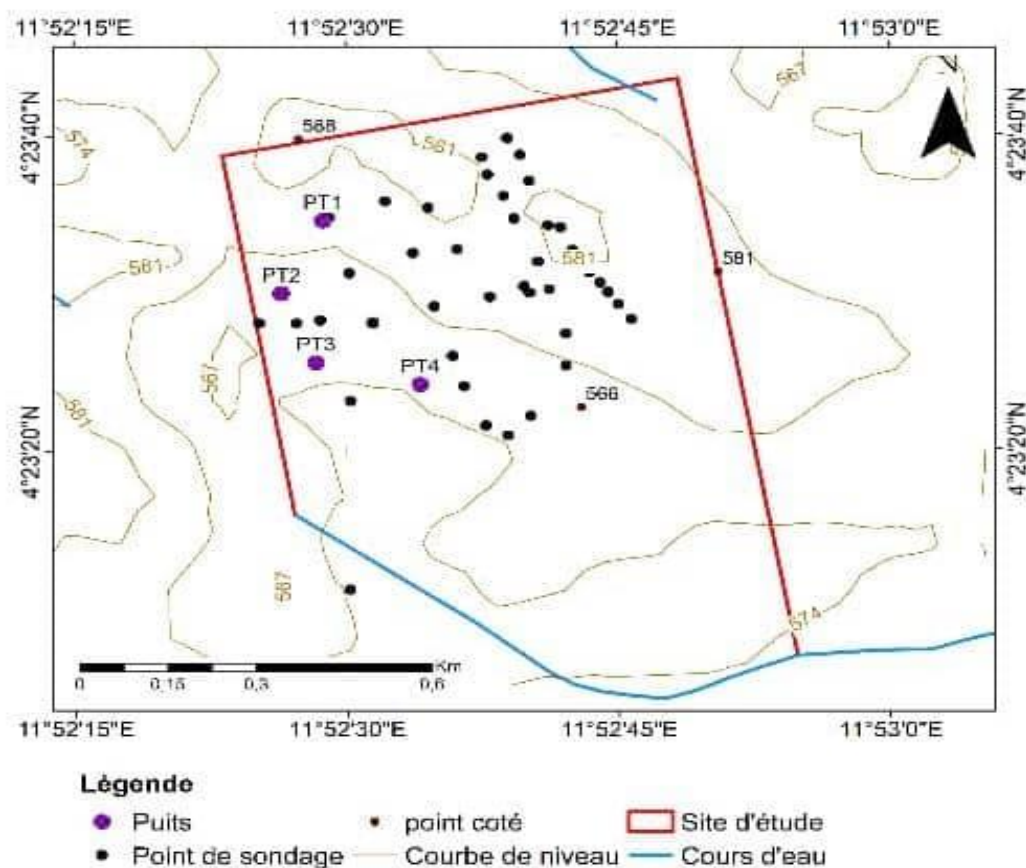 11°52'15"E 11°52'30"E 11°52'45"E 11°53'0"E
567
4°23'40"N 4°23'40"N
588
574
561
PT1
581
581
581
PT2
PT3
PT4
567
566
581
4°23'20"N 4°23'20"N
567
574
Km
0 0,15 0,3 0,6
11°52'15"E 11°52'30"E 11°52'45"E 11°53'0"E
Légende
Puits point coté Site d'étude
Point de sondage Courbe de niveau Cours d'eau